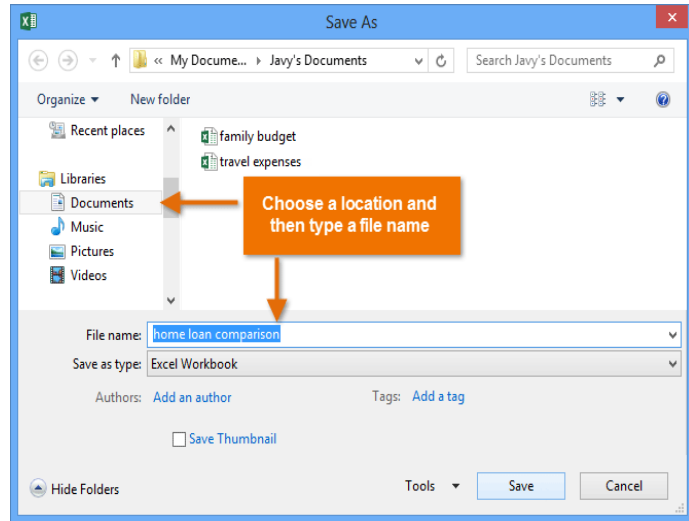 Save As
« My Docume... Javy's Documents
Search Javy's Documents
Organize
New folder
Recent places
Libraries
Documents
Music
Pictures
Videos
family budget
travel expenses
Choose a location and
then type a file name
File name: home loan comparison
Save as type: Excel Workbook
Authors: Add an author
Tags: Add a tag
Save Thumbnail
Hide Folders
Tools
Save
Cancel